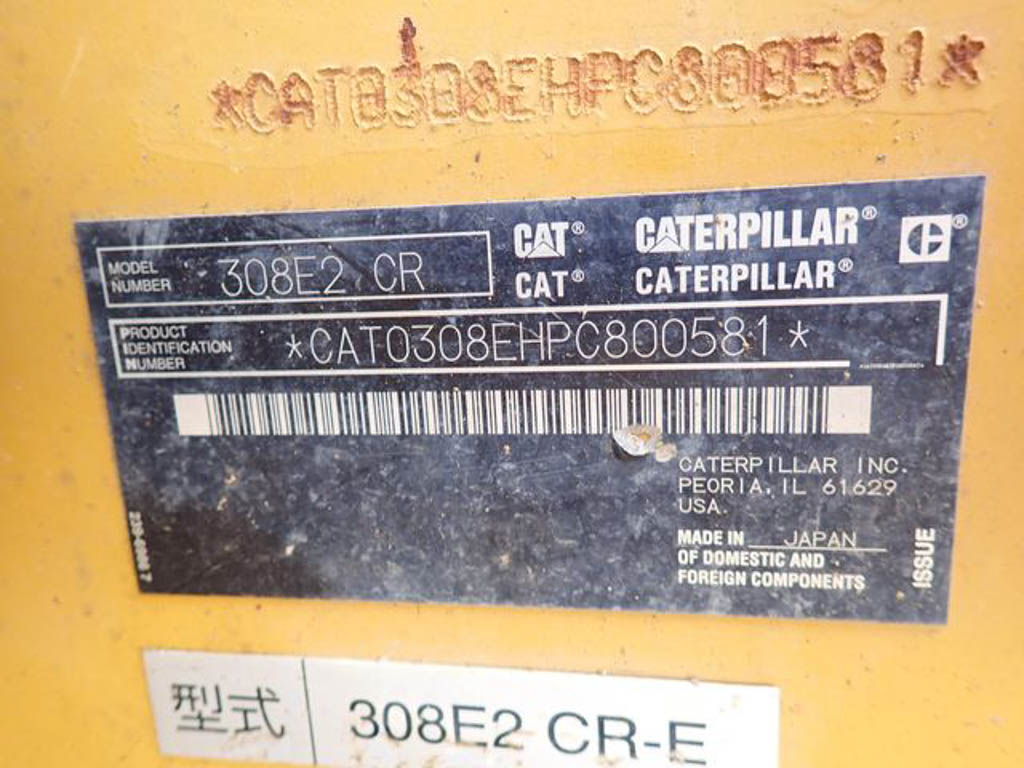 *CAT0308EHPC800581*
MODEL NUMBER 308E2 CR
CAT® CATERPILLAR® ®
CAT® CATERPILLAR®
PRODUCT IDENTIFICATION NUMBER *CAT0308EHPC800581*
CATERPILLAR INC.
PEORIA, IL 61629
USA.
MADE IN JAPAN
OF DOMESTIC AND
FOREIGN COMPONENTS
ISSUE
型式 308E2 CR-E